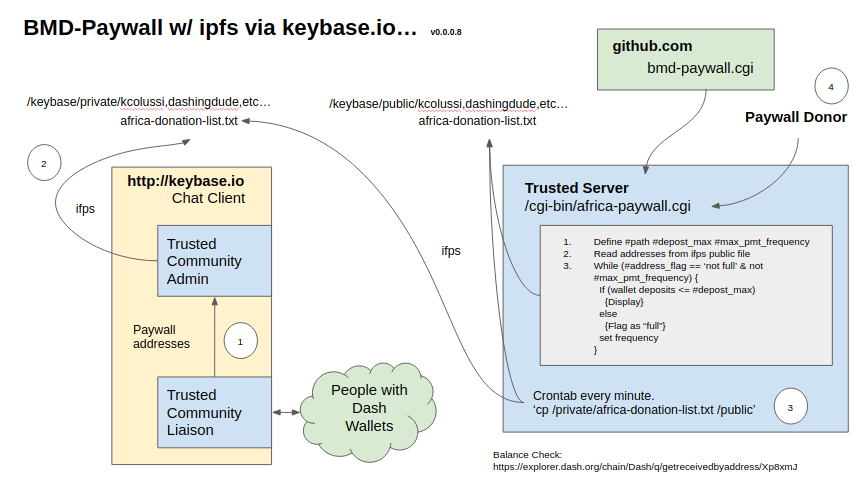 BMD-Paywall w/ ipfs via keybase.io… v0.0.0.8
github.com
bmd-paywall.cgi
4
Paywall Donor
/keybase/private/kcolussi,dashingdude,etc…
africa-donation-list.txt
/keybase/public/kcolussi,dashingdude,etc…
africa-donation-list.txt
2
ifps
http://keybase.io
Chat Client
Trusted
Community
Admin
Paywall
addresses
1
Trusted
Community
Liaison
People with
Dash
Wallets
ifps
Trusted Server
/cgi-bin/africa-paywall.cgi
1. Define #path #depost_max #max_pmt_frequency
2. Read addresses from ifps public file
3. While (#address_flag == 'not full' & not
#max_pmt_frequency) {
If (wallet deposits <= #depost_max)
{Display}
else
{Flag as "full"}
set frequency
}
Crontab every minute.
'cp /private/africa-donation-list.txt /public'
3
Balance Check:
https://explorer.dash.org/chain/Dash/q/getreceivedbyaddress/Xp8xmJ